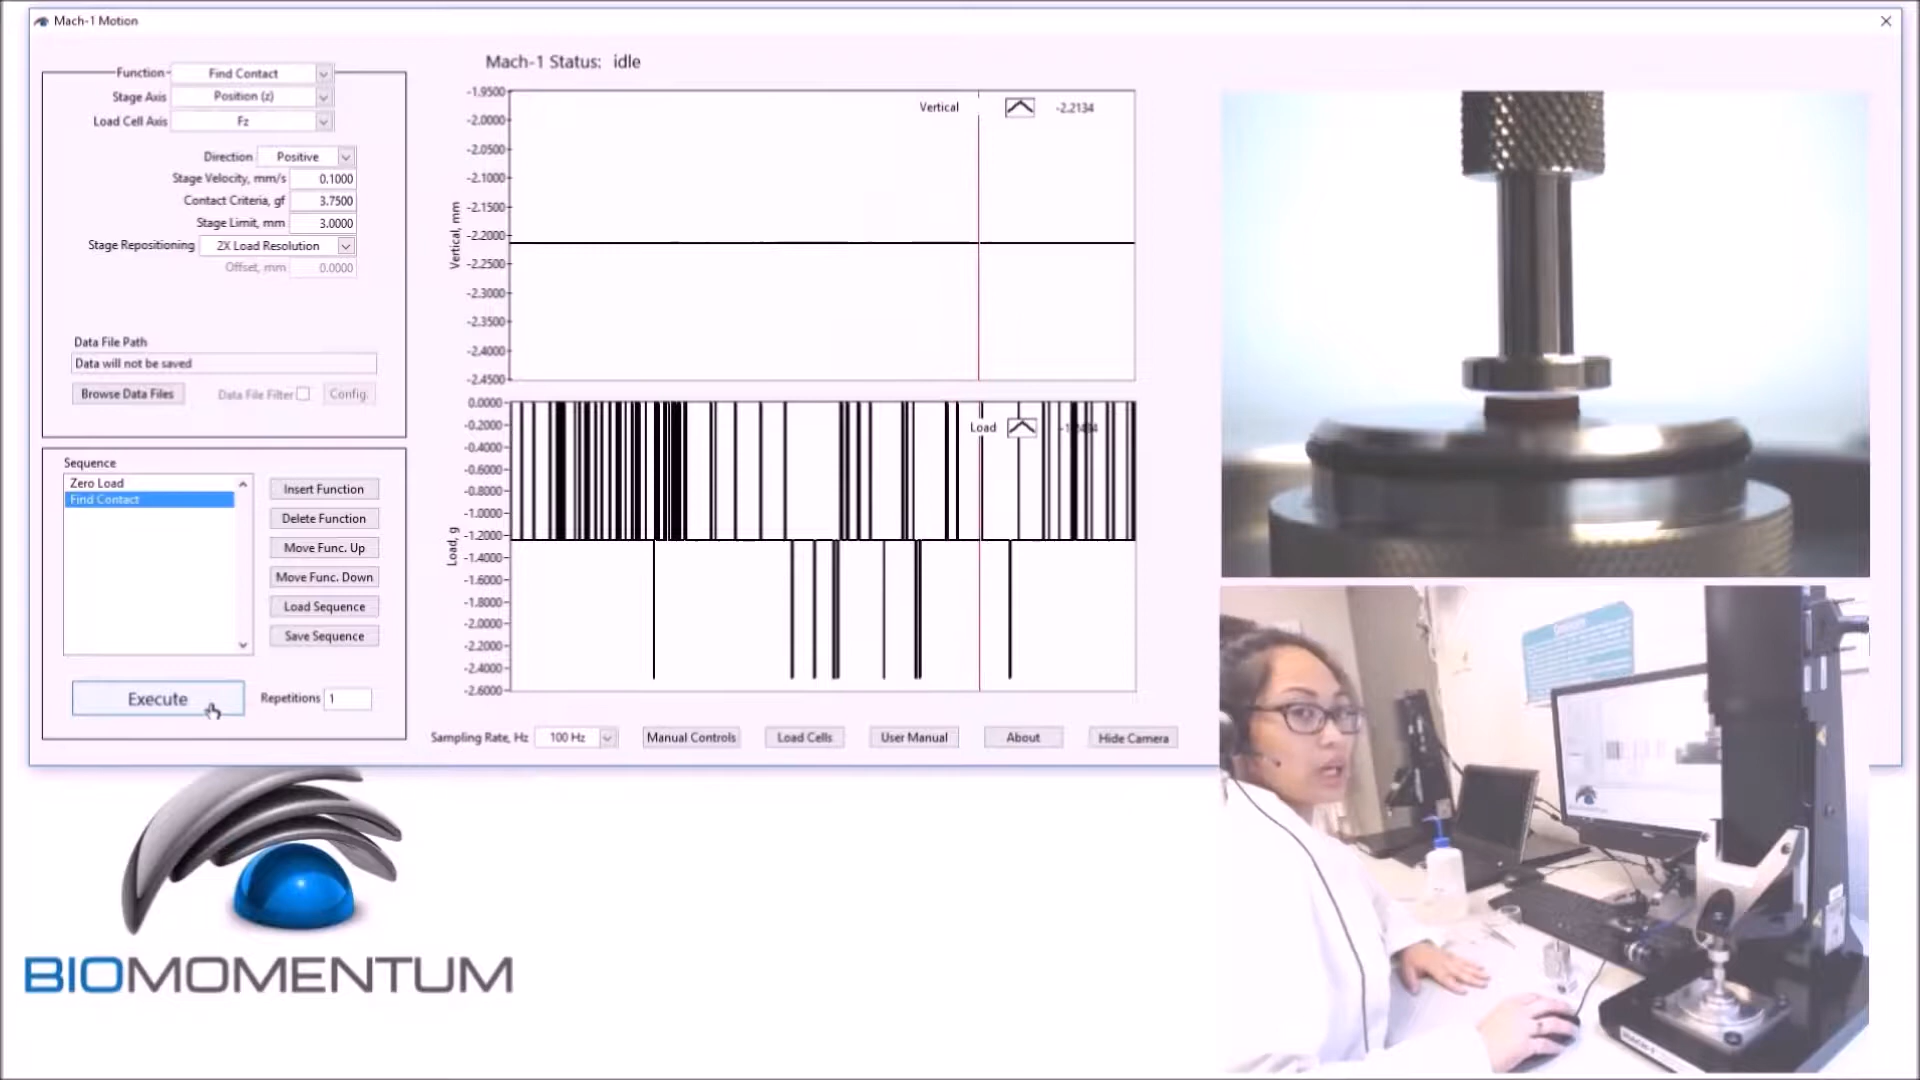 Mach-1 Motion
Function
Find Contact
Stage Axis
Position (z)
Load Cell Axis
Fz
Direction
Positive
Stage Velocity, mm/s
0.1000
Contact Criteria, gf
3.7500
Stage Limit, mm
3.0000
Stage Repositioning
2X Load Resolution
Offset, mm
0.0000
Data File Path
Data will not be saved
Browse Data Files
Data File Filter
Config.
Sequence
Zero Load
Find Contact
Insert Function
Delete Function
Move Func. Up
Move Func. Down
Load Sequence
Save Sequence
Execute
Repetitions
1
Mach-1 Status: idle
-1.9500
-2.0000
-2.0500
-2.1000
-2.1500
-2.2000
-2.2500
-2.3000
-2.3500
-2.4000
-2.4500
Vertical, mm
Vertical
-2.2134
0.0000
-0.2000
-0.4000
-0.6000
-0.8000
-1.0000
-1.2000
-1.4000
-1.6000
-1.8000
-2.0000
-2.2000
-2.4000
-2.6000
Load, g
Load
Sampling Rate, Hz
100 Hz
Manual Controls
Load Cells
User Manual
About
Hide Camera
BIOMOMENTUM